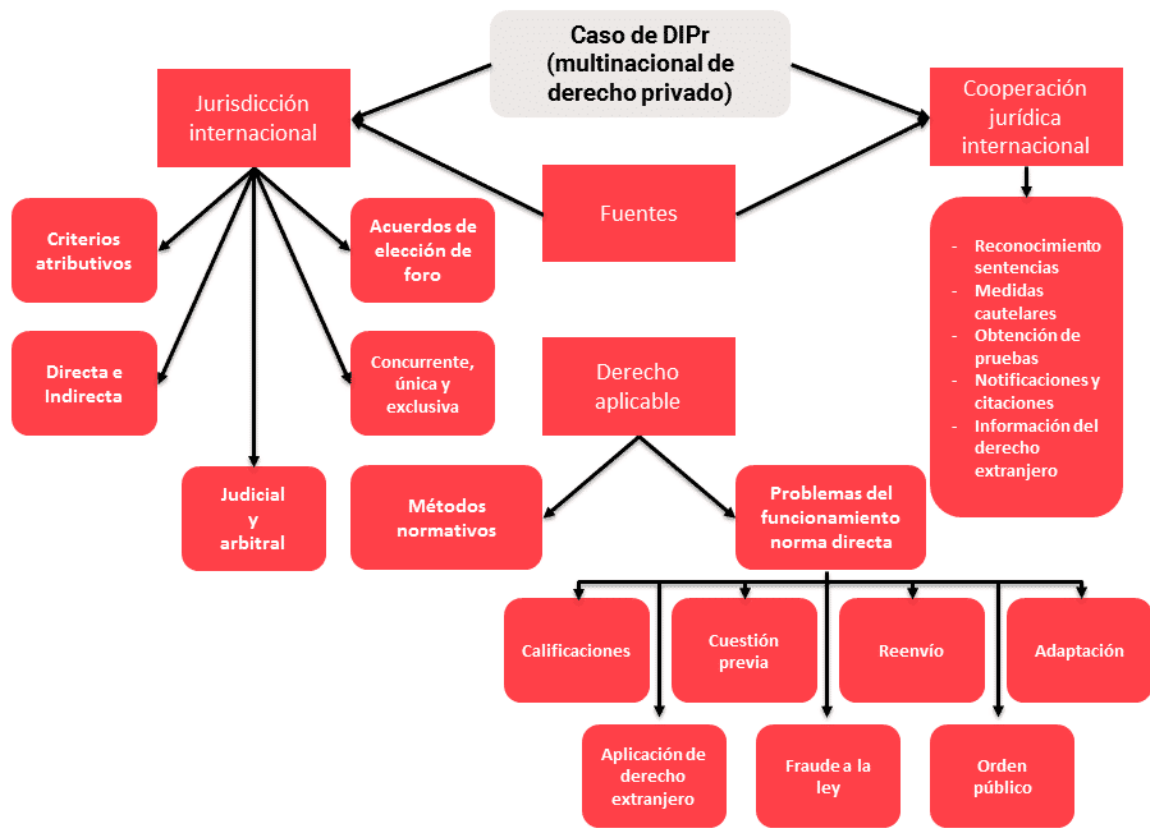 Caso de DIPr
(multinacional de
derecho privado)
Jurisdicción
internacional
Cooperación
jurídica
internacional
Fuentes
Criterios
atributivos
Acuerdos de
elección de
foro
Directa e
Indirecta
Concurrente,
única y
exclusiva
Judicial
y
arbitral
- Reconocimiento
sentencias
- Medidas
cautelares
- Obtención de
pruebas
- Notificaciones y
citaciones
- Información del
derecho
extranjero
Derecho
aplicable
Métodos
normativos
Problemas del
funcionamiento
norma directa
Calificaciones
Cuestión
previa
Reenvío
Adaptación
Aplicación de
derecho
extranjero
Fraude a la
ley
Orden
público